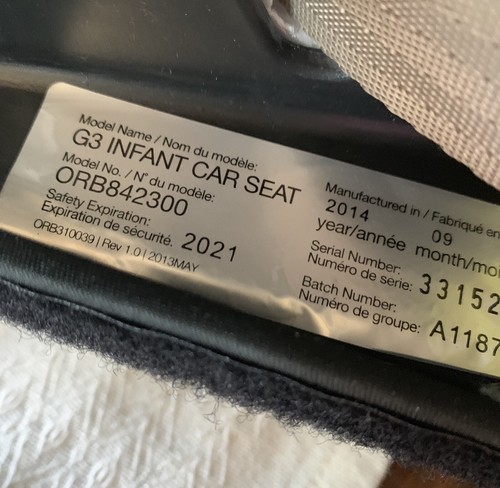 Model Name / Nom du modèle:
G3 INFANT CAR SEAT
Model No. / N° du modèle:
ORB842300
Safety Expiration:
Expiration de sécurité. 2021
ORB310039 | Rev 1.0 | 2013MAY
Manufactured in / Fabriqué en
2014 09
year/année month/moi
Serial Number:
Numéro de serie: 33152
Batch Number:
Numéro de groupe: A1187